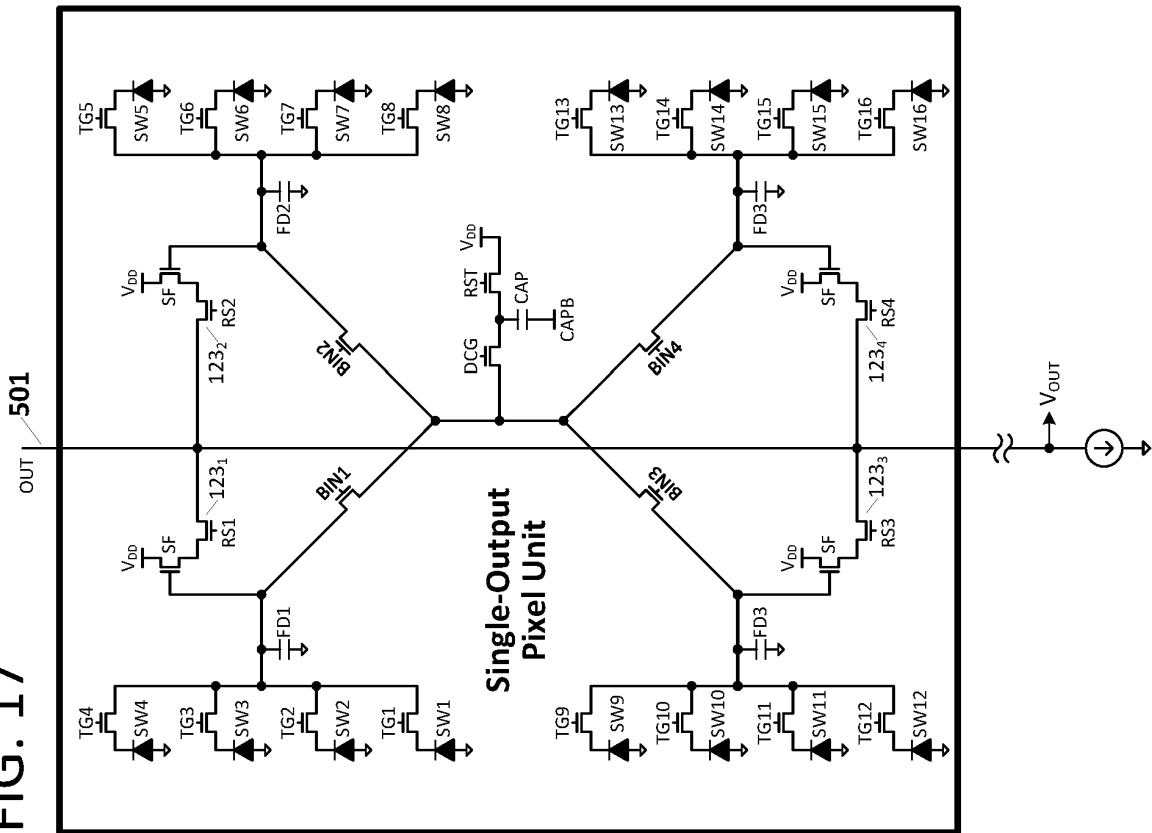 FIG. 17
OUT
501
TG4
SW4
TG3
SW3
TG2
SW2
TG1
SW1
FD1
VDD
SF
RS1
123₁
BIN1
VDD
SF
RS2
123₂
BIN2
FD2
TG5
SW5
TG6
SW6
TG7
SW7
TG8
SW8
Single-Output
Pixel Unit
DCG
RST
VDD
CAP
CAPB
TG9
SW9
TG10
SW10
TG11
SW11
TG12
SW12
FD3
BIN3
VDD
SF
RS3
123₃
BIN4
VDD
SF
RS4
123₄
FD3
TG13
SW13
TG14
SW14
TG15
SW15
TG16
SW16
VOUT